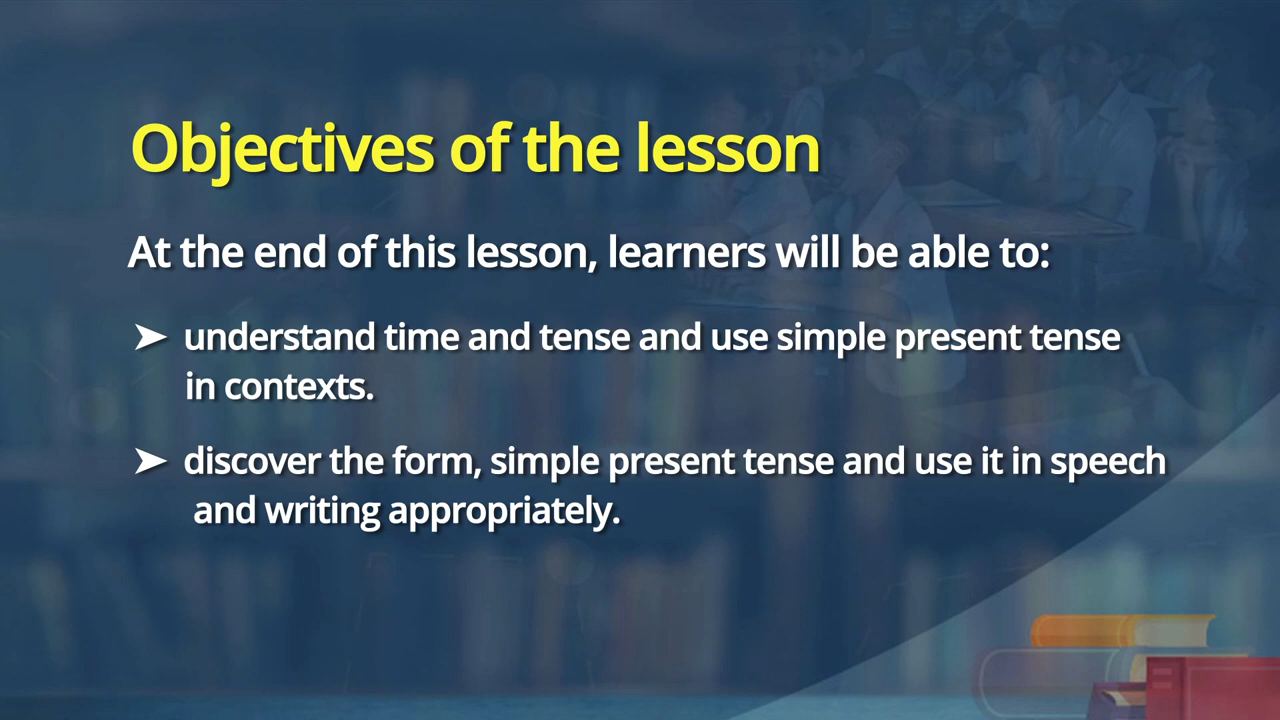 Objectives of the lesson
At the end of this lesson, learners will be able to:
➤ understand time and tense and use simple present tense
in contexts.
➤ discover the form, simple present tense and use it in speech
and writing appropriately.